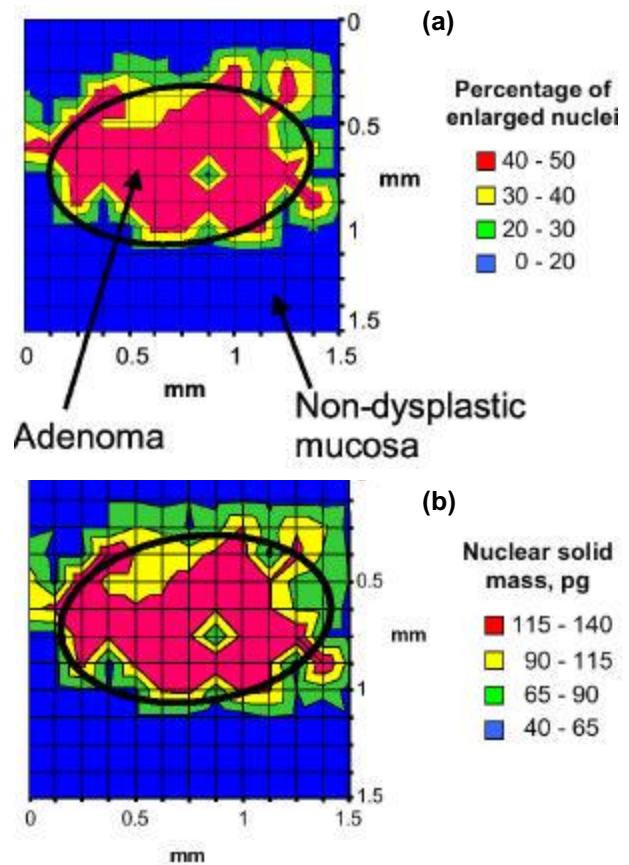 (a)
0
0.5
mm
1
1.5
Percentage of
enlarged nuclei
40 - 50
30 - 40
20 - 30
0 - 20
0 0.5 1 1.5
mm
Adenoma
Non-dysplastic
mucosa
(b)
0.5
mm
1
1.5
Nuclear solid
mass, pg
115 - 140
90 - 115
65 - 90
40 - 65
0 0.5 1 1.5
mm